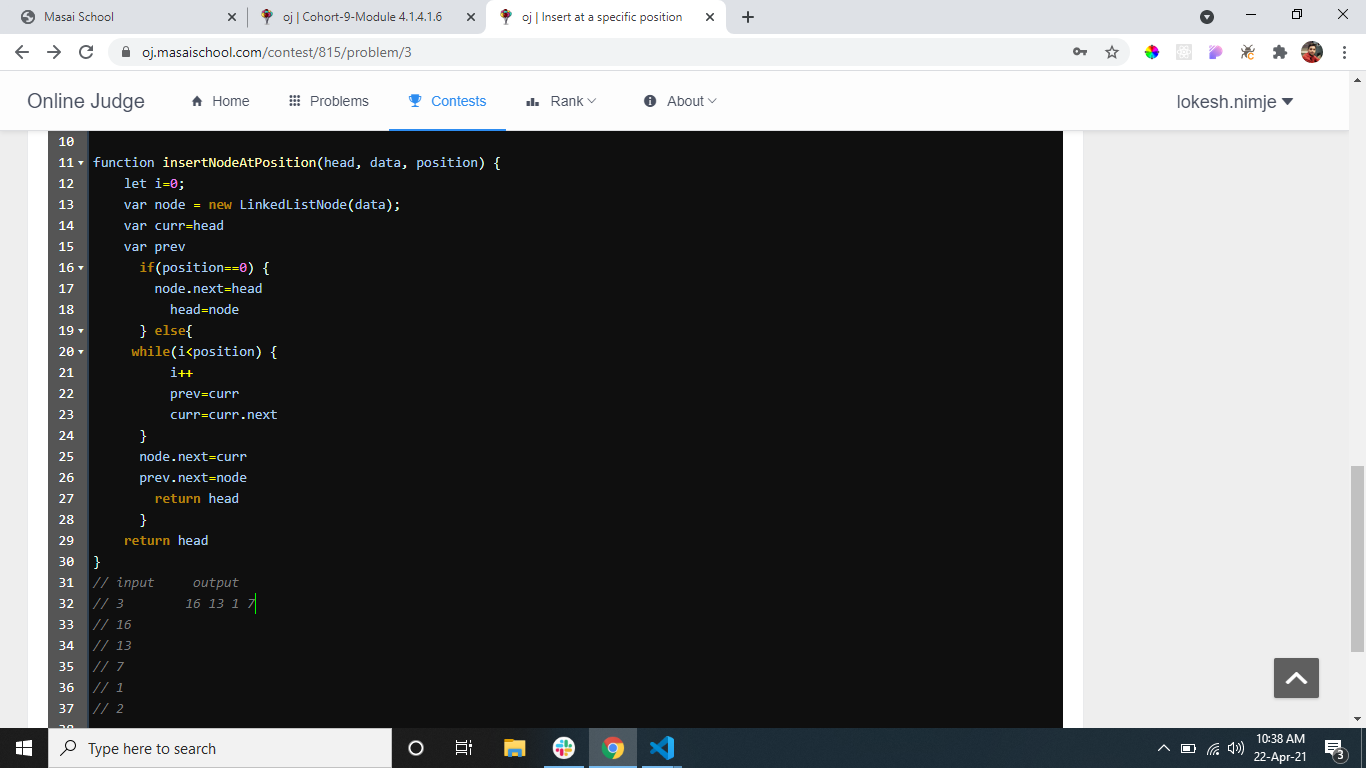 Masai School
oj | Cohort-9-Module 4.1.4.1.6
oj | Insert at a specific position
oj.masaischool.com/contest/815/problem/3
Online Judge Home Problems Contests Rank About lokesh.nimje
10
11 function insertNodeAtPosition(head, data, position) {
12 let i=0;
13 var node = new LinkedListNode(data);
14 var curr=head
15 var prev
16 if(position==0) {
17 node.next=head
18 head=node
19 } else{
20 while(i<position) {
21 i++
22 prev=curr
23 curr=curr.next
24 }
25 node.next=curr
26 prev.next=node
27 return head
28 }
29 return head
30 }
31 // input output
32 // 3 16 13 1 7
33 // 16
34 // 13
35 // 7
36 // 1
37 // 2
Type here to search
10:38 AM
22-Apr-21
3